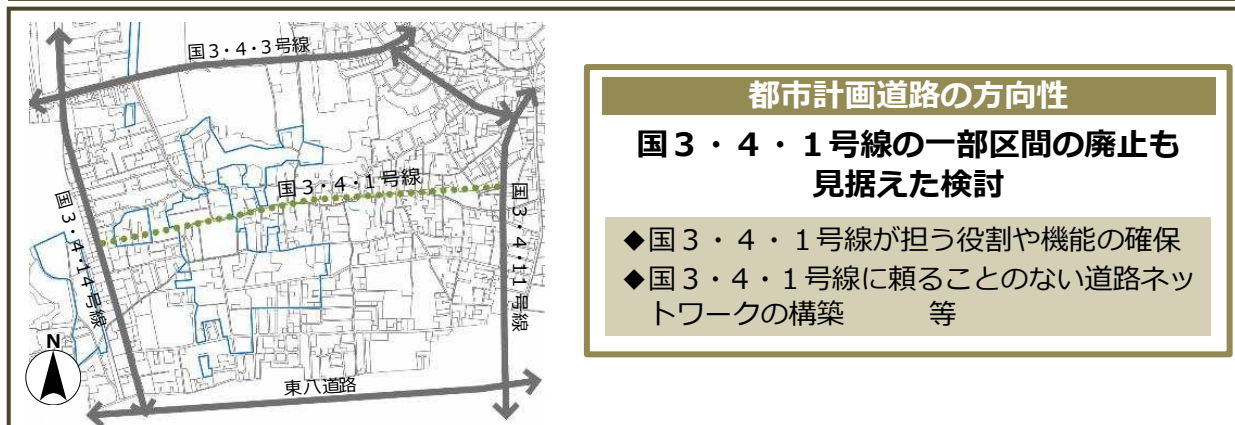 国3・4・3号線
国3・4・1号線
国3・4・14号線
国3・4・11号線
東八道路
N
都市計画道路の方向性
国３・４・１号線の一部区間の廃止も
見据えた検討
◆国３・４・１号線が担う役割や機能の確保
◆国３・４・１号線に頼ることのない道路ネッ
トワークの構築　　　等